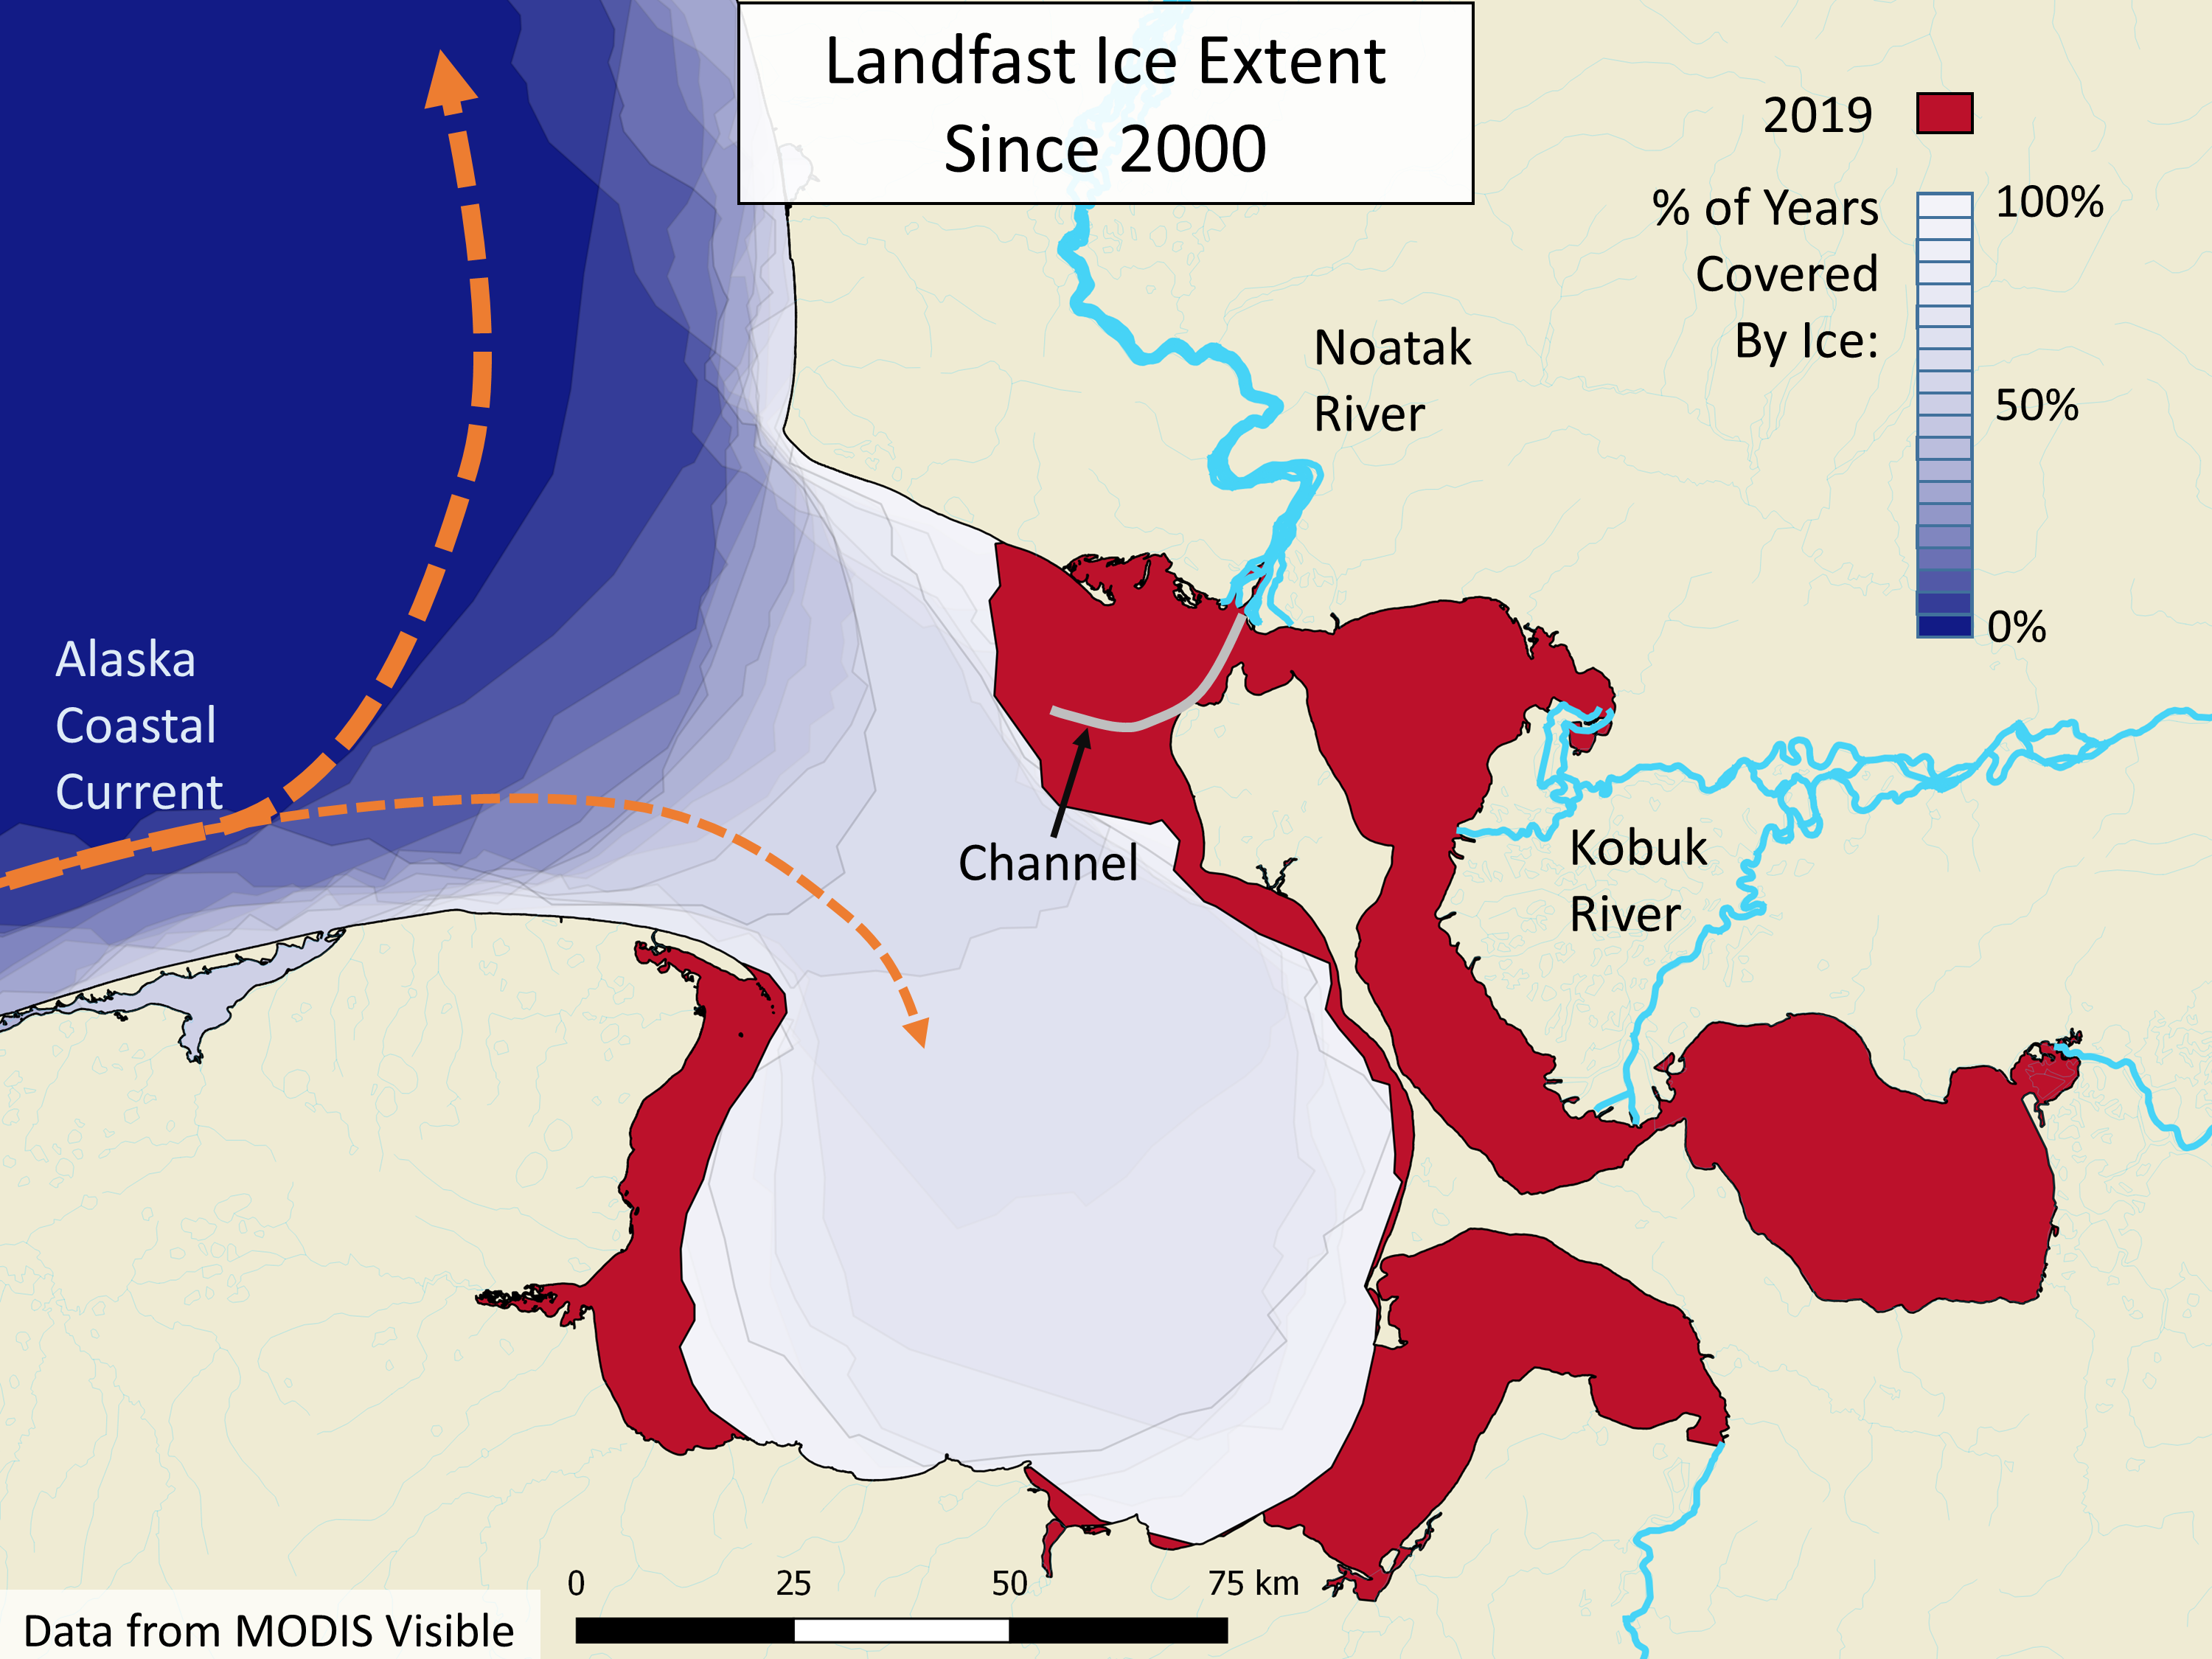 Landfast Ice Extent
Since 2000
2019
% of Years
Covered
By Ice:
100%
50%
0%
Noatak
River
Alaska
Coastal
Current
Channel
Kobuk
River
0 25 50 75 km
Data from MODIS Visible